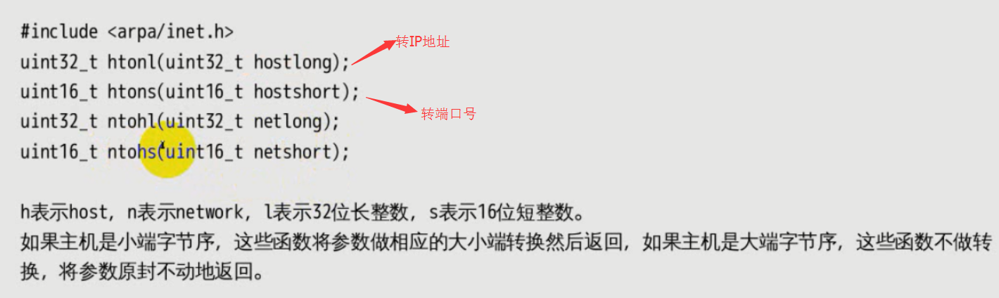 #include <arpa/inet.h>
转IP地址
uint32_t htonl(uint32_t hostlong);
uint16_t htons(uint16_t hostshort);
转端口号
uint32_t ntohl(uint32_t netlong);
uint16_t ntohs(uint16_t netshort);
h表示host，n表示network，l表示32位长整数，s表示16位短整数。
如果主机是小端字节序，这些函数将参数做相应的大小端转换然后返回，如果主机是大端字节序，这些函数不做转
换，将参数原封不动地返回。